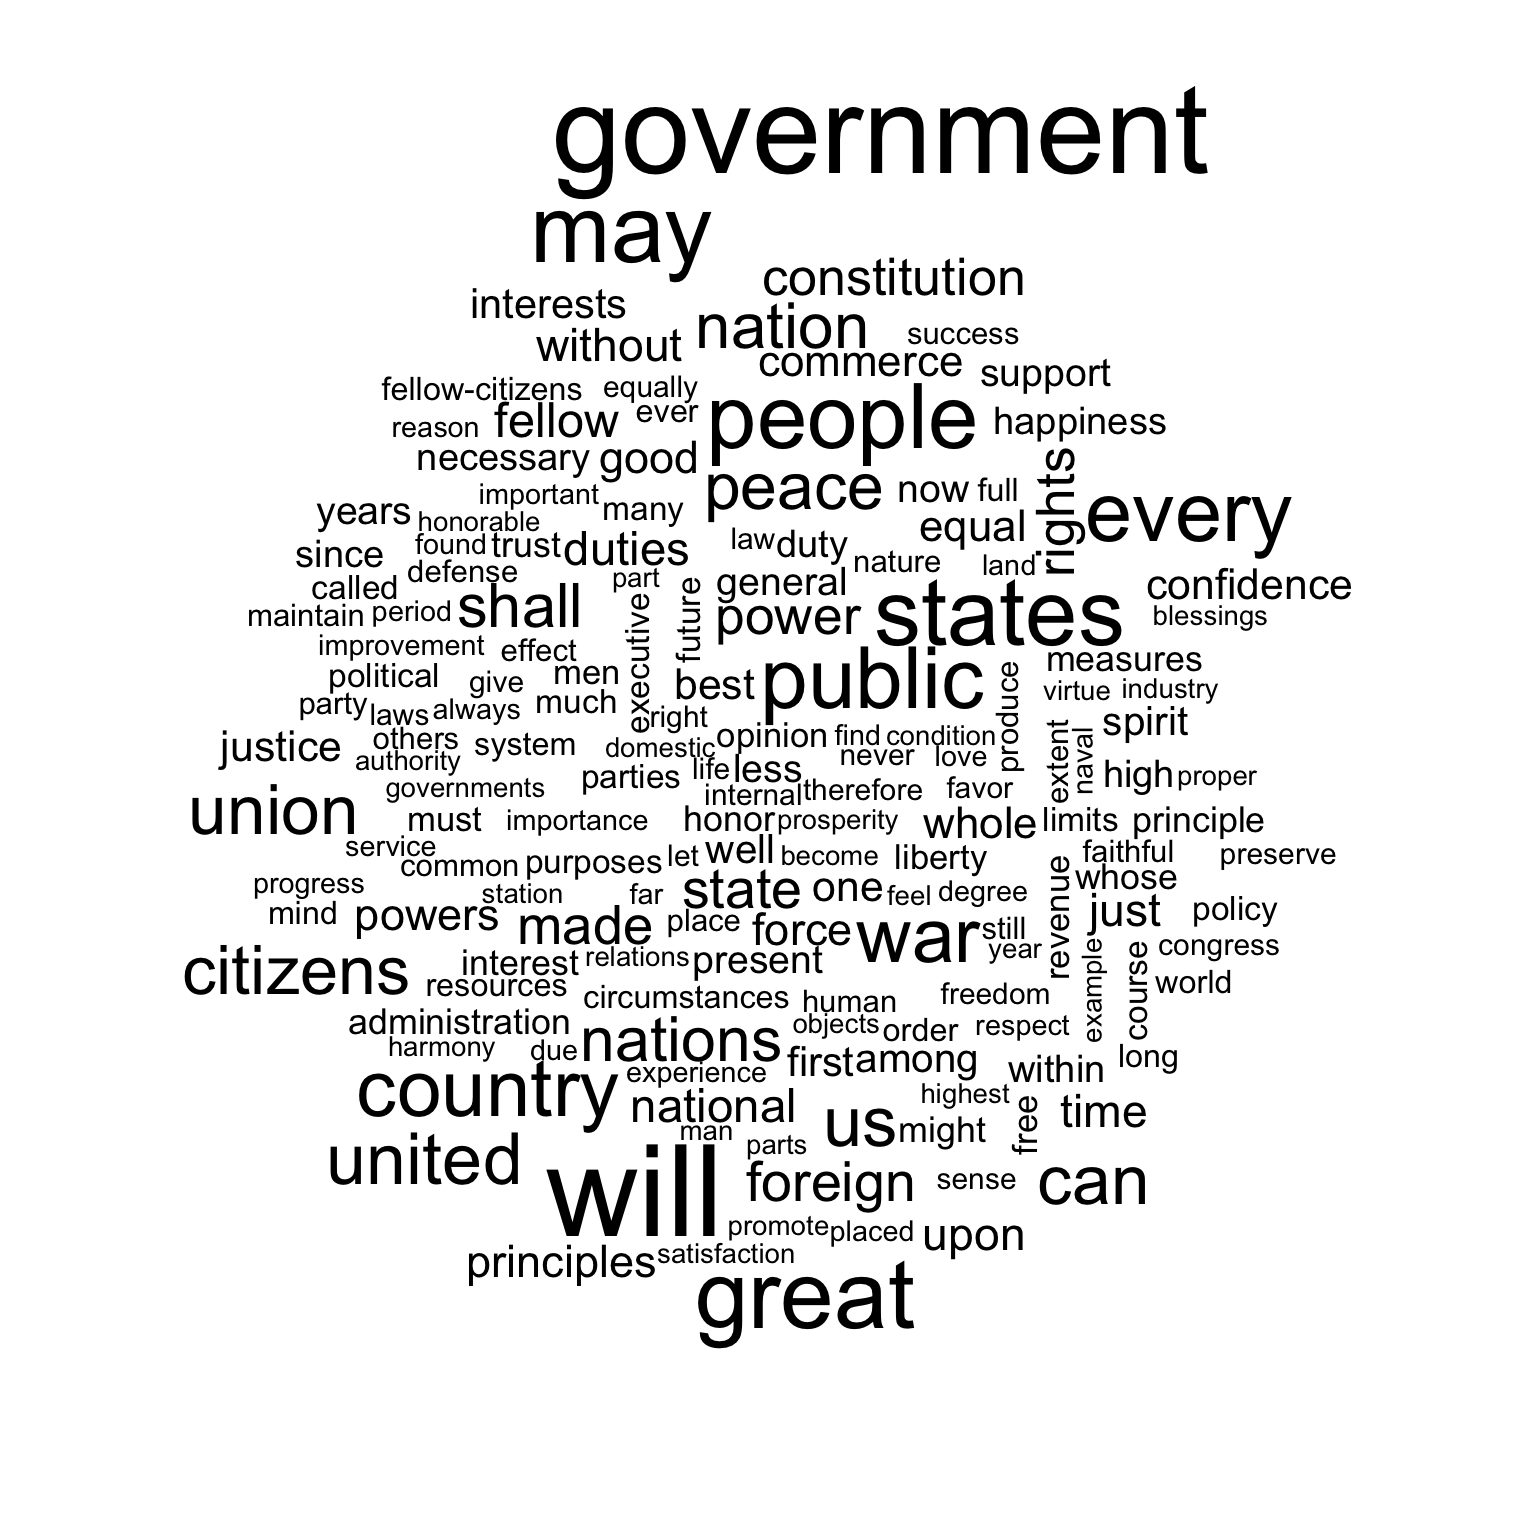 government
may
constitution
interests
nation success
without
commerce support
fellow-citizens equally
people
reason fellow ever happiness
necessary good
rights
peace now full
important
years many every
honorable equal
found trust duties law duty
since
nature land
defense
called part general confidence
maintain period shall executive future power states blessings
improvement effect
political give men best public produce measures
virtue industry
party laws always much right
spirit
justice others system domestic opinion find condition extent naval
authority never love
parties life less high proper
governments internal therefore favor
union must importance honor prosperity whole limits principle
service
common purposes let well become liberty faithful preserve
progress station far state one feel degree revenue whose
mind powers made place force war still just policy
year
citizens interest relations present example course congress
resources circumstances human freedom world
administration nations objects order respect
harmony due first among long
country experience within
national highest free time
man us might
united parts
will foreign sense can
promote placed upon
principles satisfaction
great